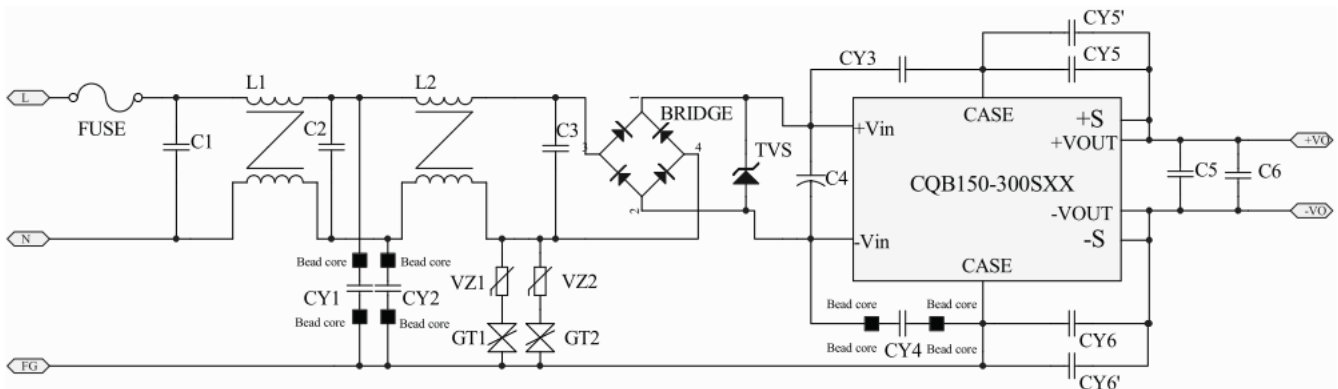 CY5'
CY3
CY5
L1
L2
L
FUSE
C1
C2
C3
BRIDGE
1
3
4
2
TVS
C4
CASE
+Vin
+S
+VOUT
CQB150-300SXX
-VOUT
-Vin
-S
CASE
C5
C6
+VO
-VO
N
Bead core
Bead core
CY1
CY2
Bead core
Bead core
VZ1
VZ2
GT1
GT2
Bead core
Bead core
Bead core
CY4
Bead core
CY6
CY6'
FG